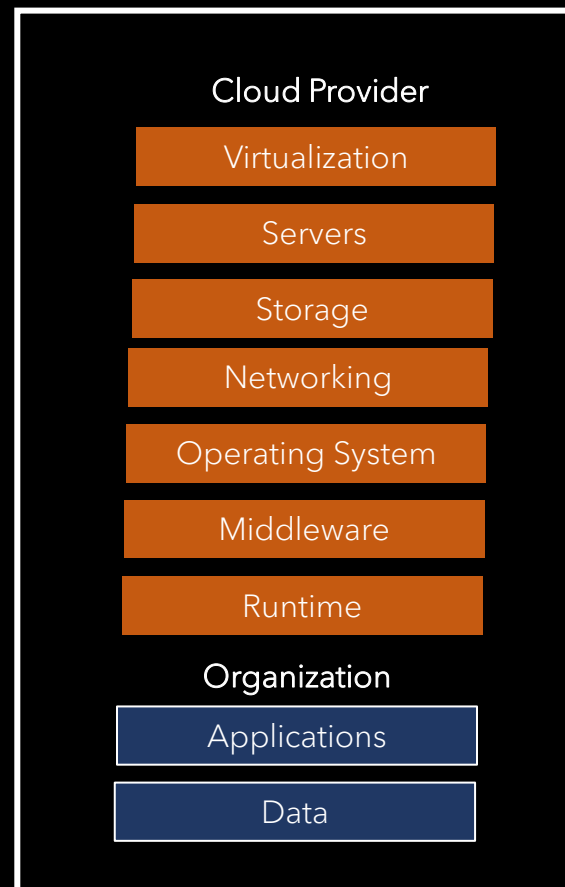 Cloud Provider
Virtualization
Servers
Storage
Networking
Operating System
Middleware
Runtime
Organization
Applications
Data